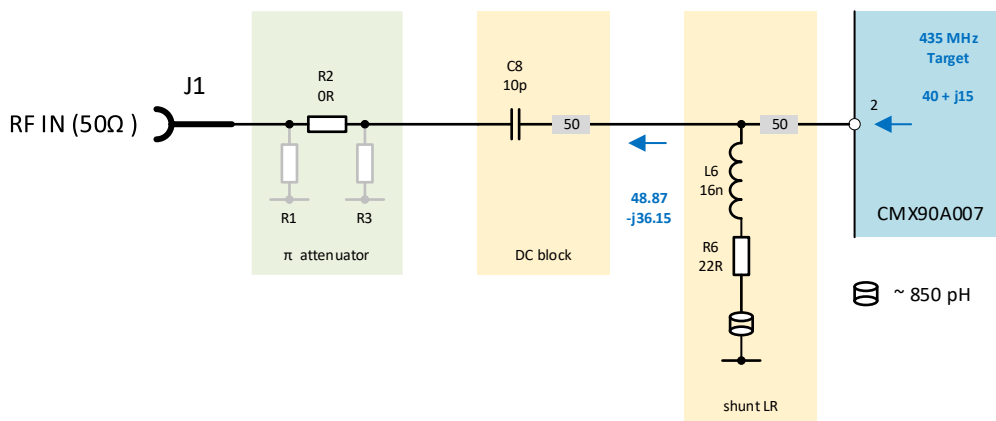 RF IN (50Ω )
J1
R2
0R
R1
R3
π attenuator
C8
10p
50
DC block
48.87
-j36.15
50
L6
16n
R6
22R
shunt LR
2
435 MHz
Target
40 + j15
CMX90A007
~ 850 pH